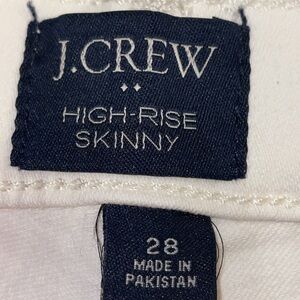 J.CREW
HIGH-RISE
SKINNY
28
MADE IN
PAKISTAN